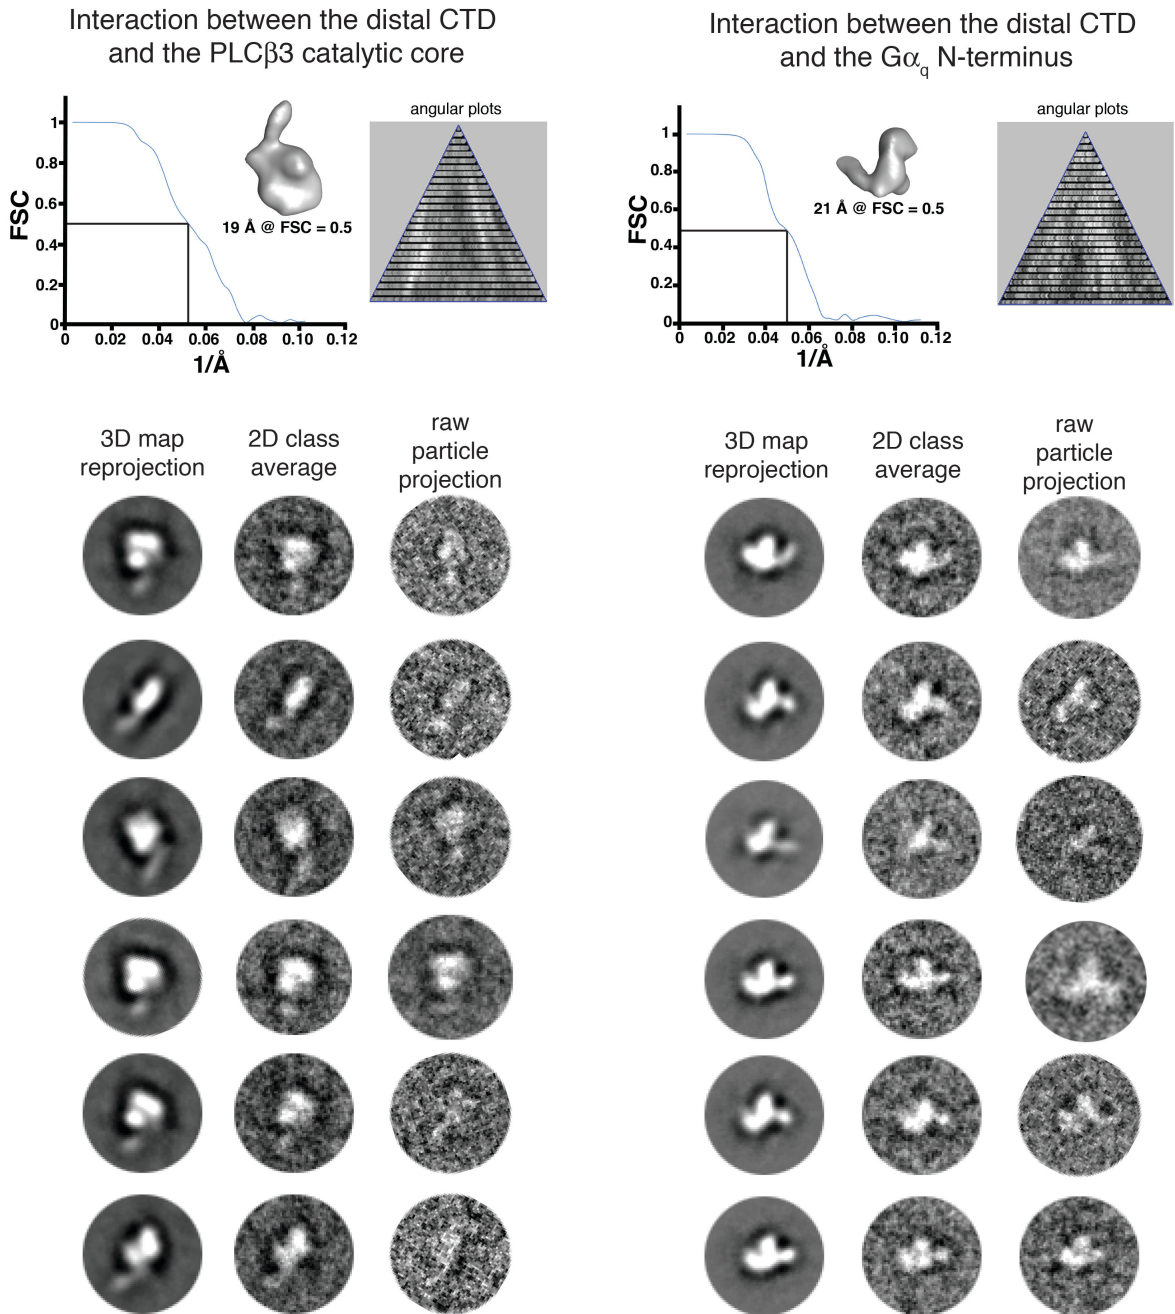 Interaction between the distal CTD
and the PLCβ3 catalytic core
FSC
1
0.8
0.6
0.4
0.2
0
0 0.02 0.04 0.06 0.08 0.10 0.12
1/Å
19 Å @ FSC = 0.5
angular plots
3D map
reprojection
2D class
average
raw
particle
projection
Interaction between the distal CTD
and the Gαq N-terminus
FSC
1
0.8
0.6
0.4
0.2
0
0 0.02 0.04 0.06 0.08 0.10 0.12
1/Å
21 Å @ FSC = 0.5
angular plots
3D map
reprojection
2D class
average
raw
particle
projection